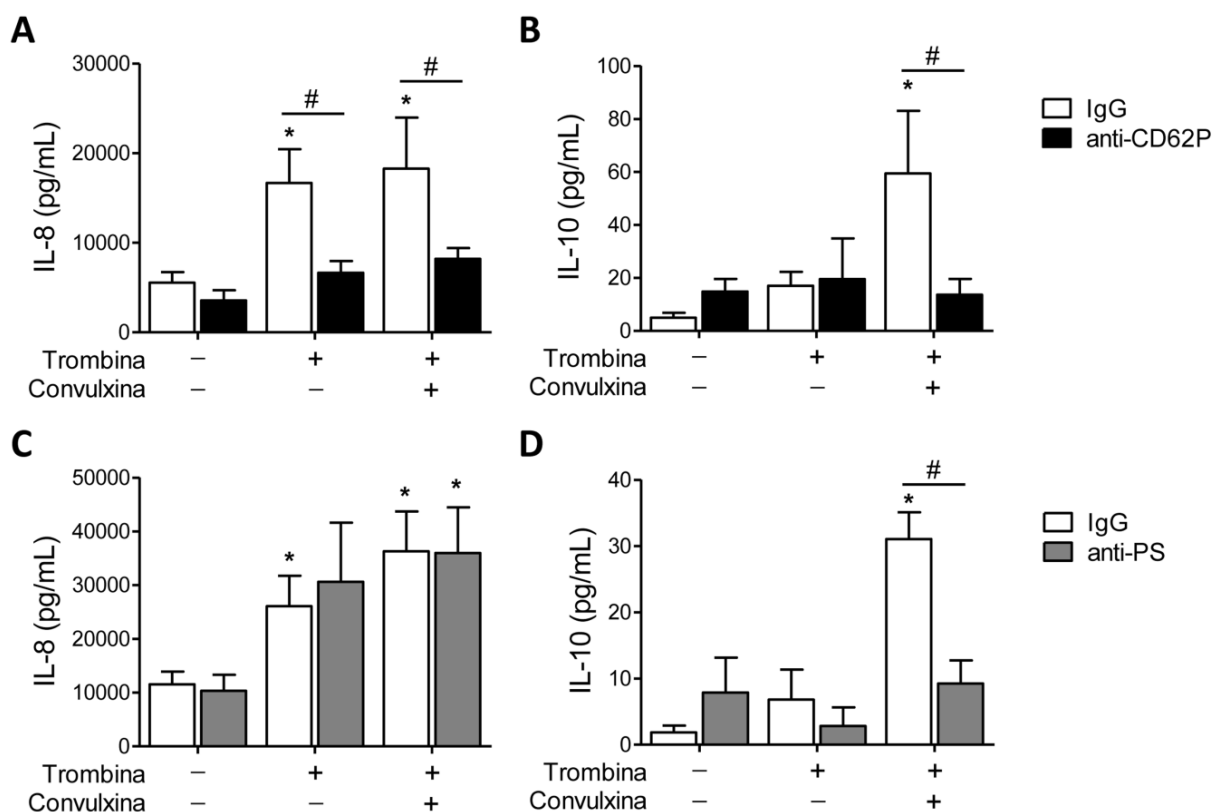 A
IL-8 (pg/mL)
30000
20000
10000
0
#
*
#
*
Trombina – + +
Convulxina – – +
B
IL-10 (pg/mL)
100
80
60
40
20
0
#
*
Trombina – + +
Convulxina – – +
IgG
anti-CD62P
C
IL-8 (pg/mL)
50000
40000
30000
20000
10000
0
*
*
*
Trombina – + +
Convulxina – – +
D
IL-10 (pg/mL)
40
30
20
10
0
#
*
Trombina – + +
Convulxina – – +
IgG
anti-PS